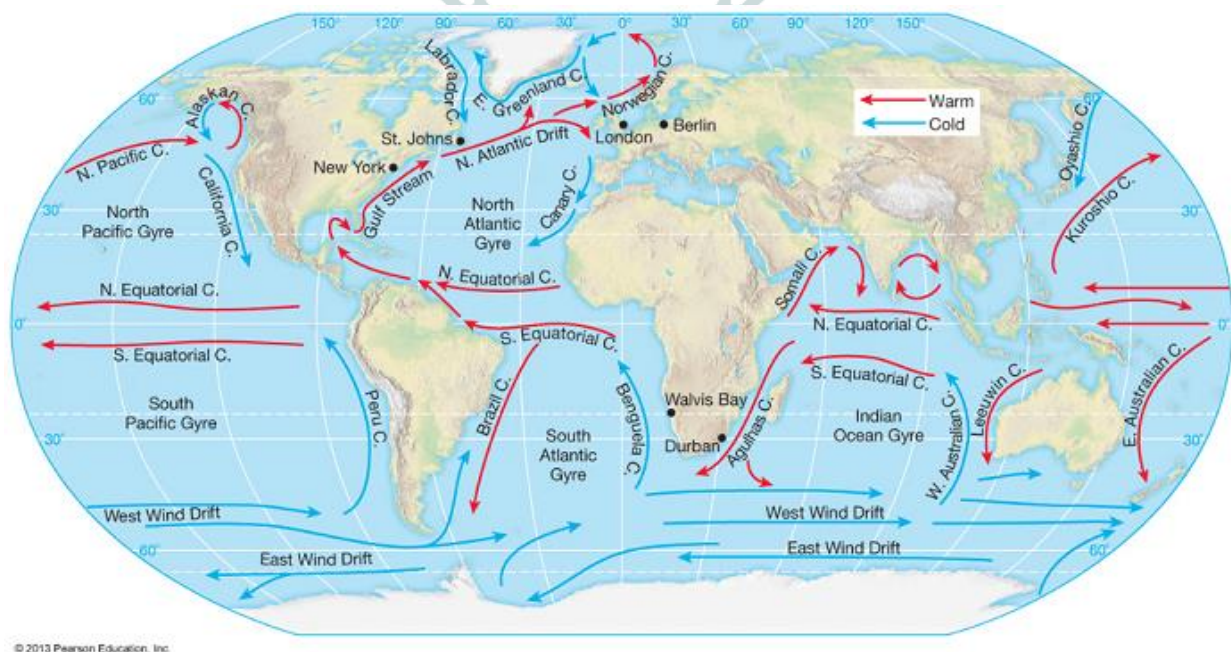 150° 120° 90° 60° 30° 0° 30° 60° 90° 120° 150°
Labrador C.
E. Greenland C.
Norwegian C.
60°
Alaskan C.
Warm
Cold
60°
St. Johns
London
Berlin
Oyashio C.
N. Pacific C.
N. Atlantic Drift
New York
Gulf Stream
California C.
Canary C.
30°
North
Pacific Gyre
North
Atlantic
Gyre
30°
Kuroshio C.
Somali C.
N. Equatorial C.
N. Equatorial C.
N. Equatorial C.
0°
0°
S. Equatorial C.
S. Equatorial C.
S. Equatorial C.
E. Australian C.
Leeuwin C.
South
Pacific Gyre
Peru C.
Brazil C.
Benguela C.
Walvis Bay
Indian
Ocean Gyre
30°
South
Atlantic
Gyre
Durban
Agulhas C.
W. Australian C.
30°
West Wind Drift
West Wind Drift
60°
East Wind Drift
East Wind Drift
60°
© 2013 Pearson Education, Inc.